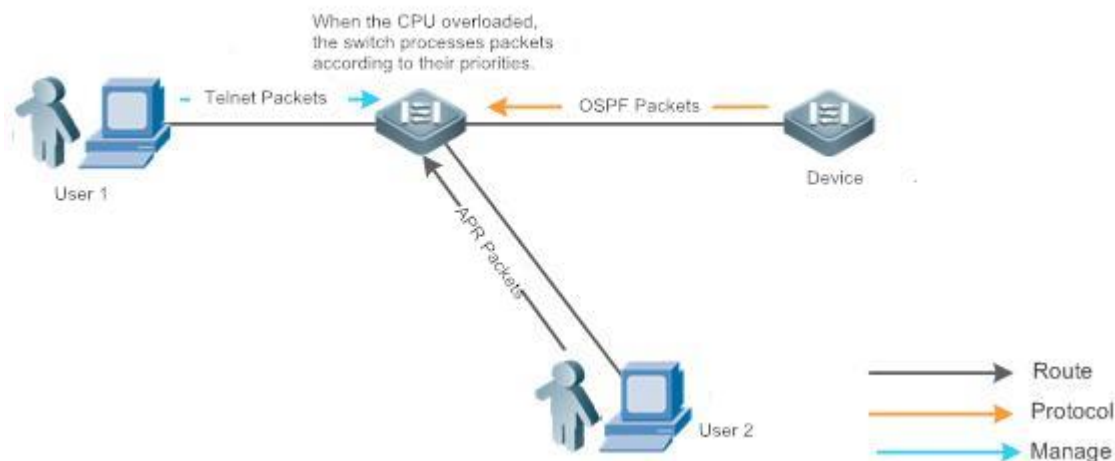 When the CPU overloaded,
the switch processes packets
according to their priorities.
Telnet Packets
OSPF Packets
User 1
Device
APR Packets
User 2
Route
Protocol
Manage